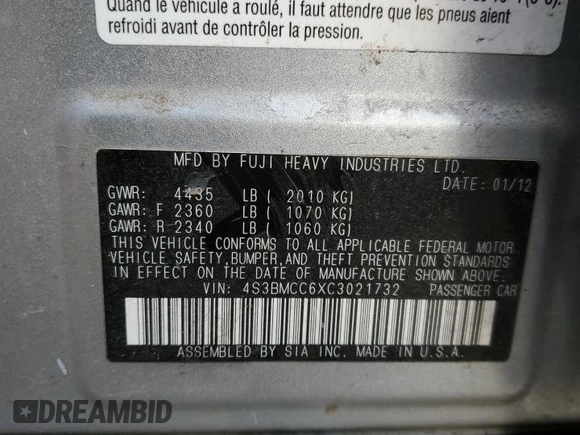 Quand le véhicule a roulé, il faut attendre que les pneus aient
refroidi avant de contrôler la pression.
MFD BY FUJI HEAVY INDUSTRIES LTD.
DATE: 01/12
GVWR: 4435 LB ( 2010 KG)
GAWR: F 2360 LB ( 1070 KG)
GAWR: R 2340 LB ( 1060 KG)
THIS VEHICLE CONFORMS TO ALL APPLICABLE FEDERAL MOTOR
VEHICLE SAFETY, BUMPER, AND THEFT PREVENTION STANDARDS
IN EFFECT ON THE DATE OF MANUFACTURE SHOWN ABOVE.
VIN: 4S3BMCC6XC3021732 PASSENGER CAR
ASSEMBLED BY SIA INC. MADE IN U.S.A.
DREAMBID